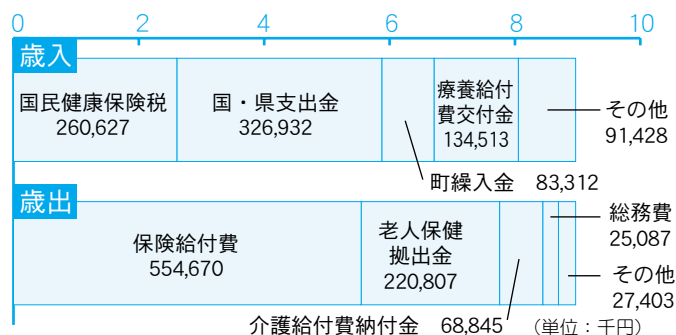 0 2 4 6 8 10
歳入
国民健康保険税
260,627
国・県支出金
326,932
療養給付
費交付金
134,513
その他
91,428
町繰入金 83,312
歳出
保険給付費
554,670
老人保健
拠出金
220,807
総務費
25,087
その他
27,403
介護給付費納付金 68,845 (単位：千円)